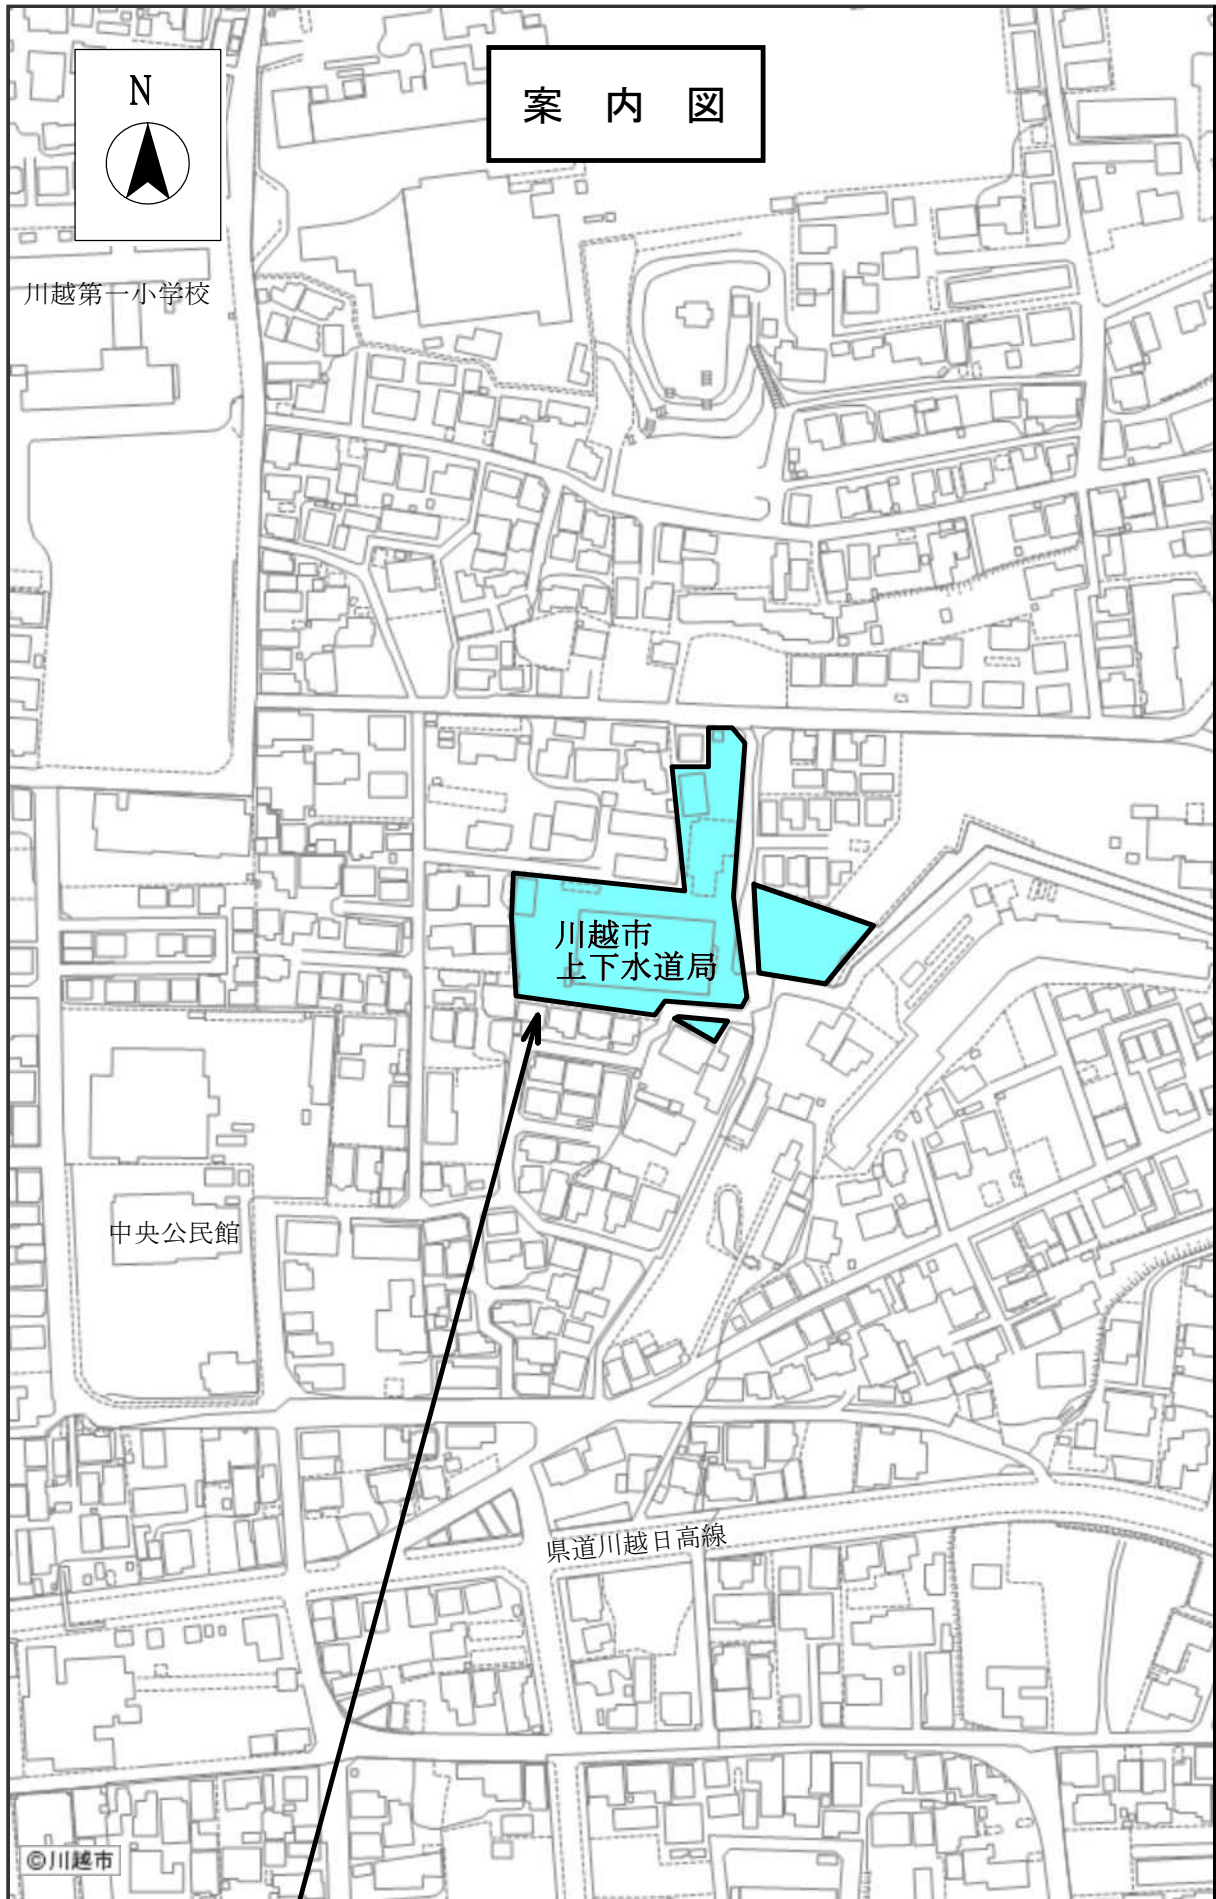 N
案 内 図
川越第一小学校
川越市
上下水道局
中央公民館
県道川越日高線
©川越市